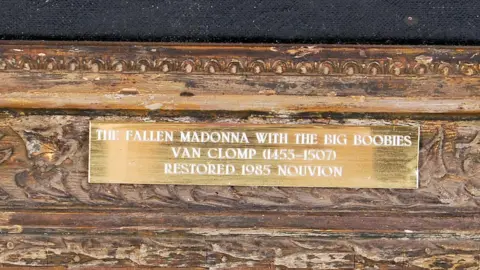 THE FALLEN MADONNA WITH THE BIG BOOBIES
VAN CLOMP (1455-1507)
RESTORED 1985 NOUVION